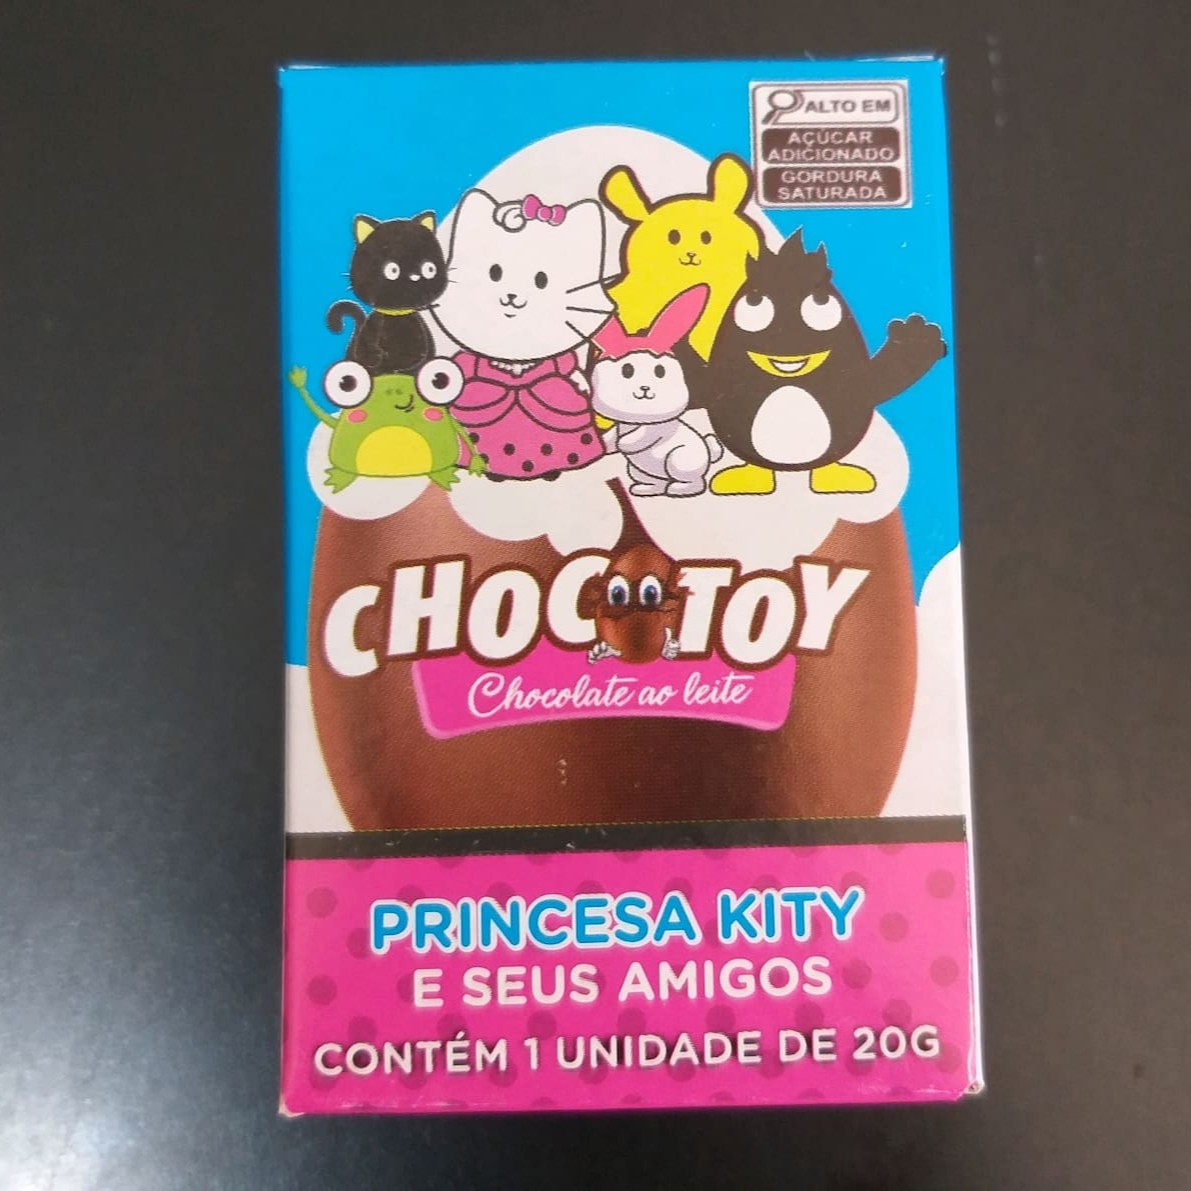 ALTO EM
AÇÚCAR
ADICIONADO
GORDURA
SATURADA
CHOCOTOY
Chocolate ao leite
PRINCESA KITY
E SEUS AMIGOS
CONTÉM 1 UNIDADE DE 20G